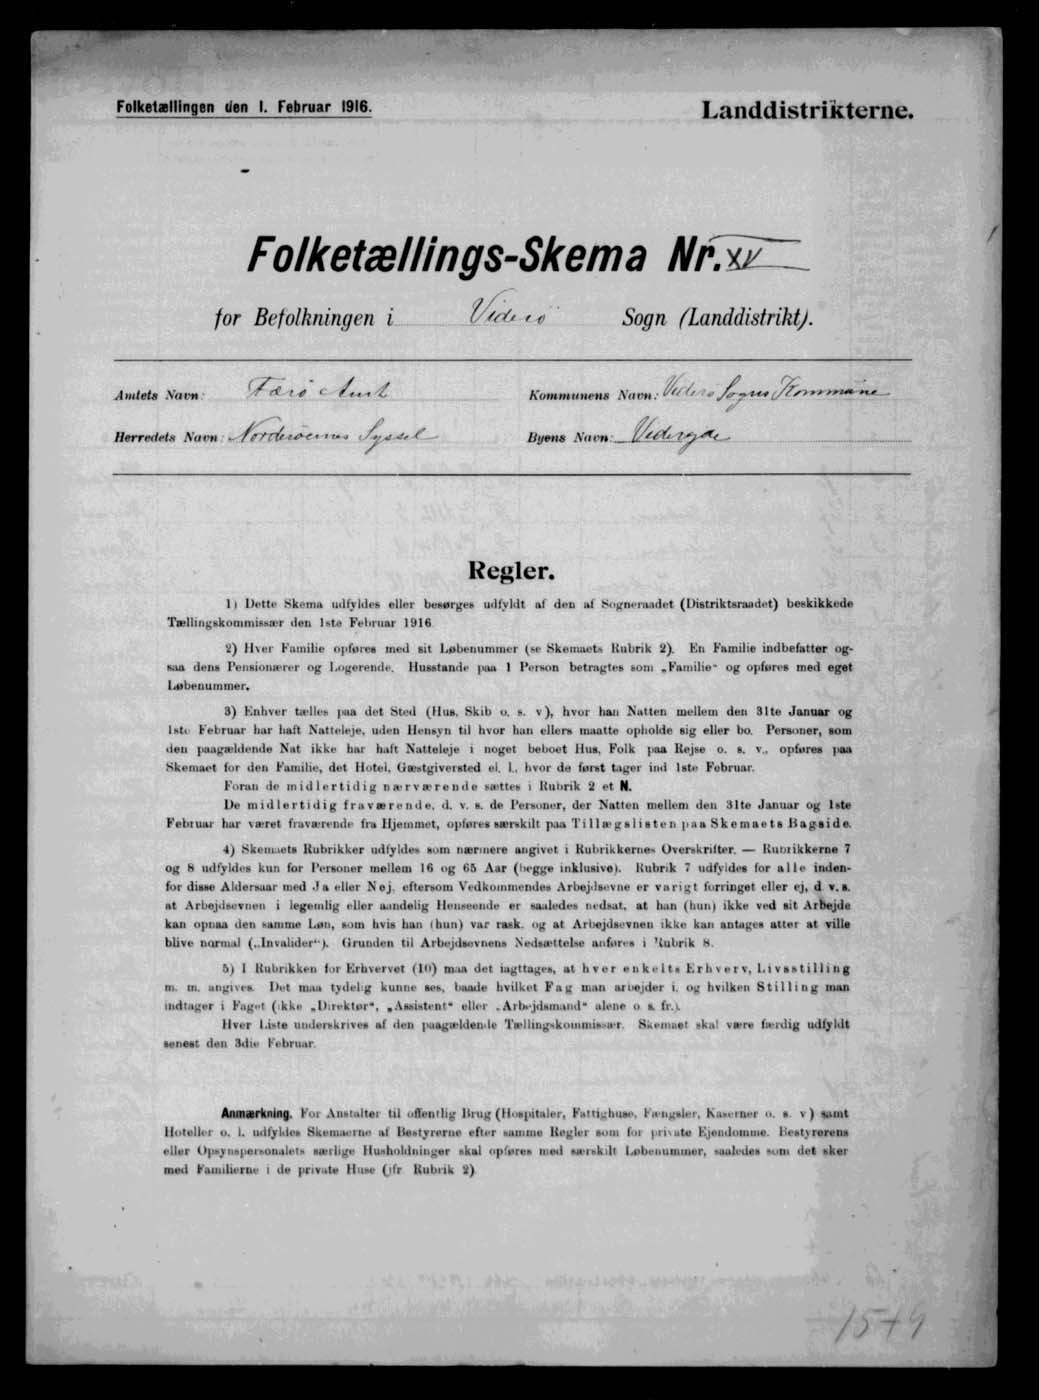 Folketællingen den 1. Februar 1916.
Landdistrikterne.
Folketællings-Skema Nr. XV
for Befolkningen i Viderö Sogn (Landdistrikt).
Amtets Navn: Færö Amt
Kommunens Navn: Viderö Sogns Kommune
Herredets Navn: Norderöernes Syssel
Byens Navn: Videregde
Regler.
1) Dette Skema udfyldes eller besørges udfyldt af den af Sogneraadet (Distriktsraadet) beskikkede
Tællingskommissær den 1ste Februar 1916
2) Hver Familie opføres med sit Løbenummer (se Skemaets Rubrik 2). En Familie indbefatter og-
saa dens Pensionærer og Logerende. Husstande paa 1 Person betragtes som „Familie“ og opføres med eget
Løbenummer.
3) Enhver tælles paa det Sted (Hus, Skib o. s. v), hvor han Natten mellem den 31te Januar og
1ste Februar har haft Natteleje, uden Hensyn til hvor han ellers maatte opholde sig eller bo. Personer, som
den paagældende Nat ikke har haft Natteleje i noget beboet Hus, Folk paa Rejse o. s. v., opføres paa
Skemaet for den Familie, det Hotel, Gæstgiversted el. l., hvor de først tager ind 1ste Februar.
Foran de midlertidig nærværende sættes i Rubrik 2 et N.
De midlertidig fraværende, d. v. s. de Personer, der Natten mellem den 31te Januar og 1ste
Februar har været fraværende fra Hjemmet, opføres særskilt paa Tillægslisten paa Skemaets Bagside.
4) Skemaets Rubrikker udfyldes som nærmere angivet i Rubrikkernes Overskrifter. — Rubrikkerne 7
og 8 udfyldes kun for Personer mellem 16 og 65 Aar (begge inklusive). Rubrik 7 udfyldes for alle inden-
for disse Aldersaar med Ja eller Nej, eftersom Vedkommendes Arbejdsevne er varigt forringet eller ej, d. v. s.
at Arbejdsevnen i legemlig eller aandelig Henseende er saaledes nedsat, at han (hun) ikke ved sit Arbejde
kan opnaa den samme Løn, som hvis han (hun) var rask, og at Arbejdsevnen ikke kan antages atter at ville
blive normal („Invalider“). Grunden til Arbejdsevnens Nedsættelse anføres i Rubrik 8.
5) I Rubrikken for Erhvervet (10) maa det iagttages, at hver enkelts Erhverv, Livsstilling
m. m. angives. Det maa tydelig kunne ses, baade hvilket Fag man arbejder i, og hvilken Stilling man
indtager i Faget (ikke „Direktør“, „Assistent“ eller „Arbejdsmand“ alene o. s. fr.).
Hver Liste underskrives af den paagældende Tællingskommissær. Skemaet skal være færdig udfyldt
senest den 3die Februar.
Anmærkning. For Anstalter til offentlig Brug (Hospitaler, Fattighuse, Fængsler, Kaserner o. s. v) samt
Hoteller o. l. udfyldes Skemaerne af Bestyrerne efter samme Regler som for private Ejendomme. Bestyrerens
eller Opsynspersonalets særlige Husholdninger skal opføres med særskilt Løbenummer, saaledes som det sker
med Familierne i de private Huse (jfr. Rubrik 2)
15+9